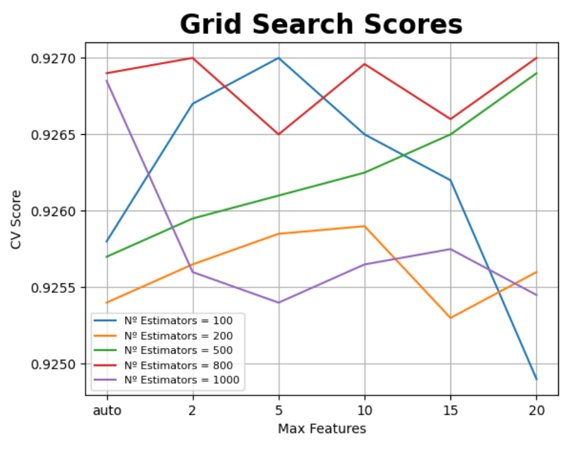 Grid Search Scores
0.9270
0.9265
0.9260
0.9255
0.9250
CV Score
Nº Estimators = 100
Nº Estimators = 200
Nº Estimators = 500
Nº Estimators = 800
Nº Estimators = 1000
auto 2 5 10 15 20
Max Features